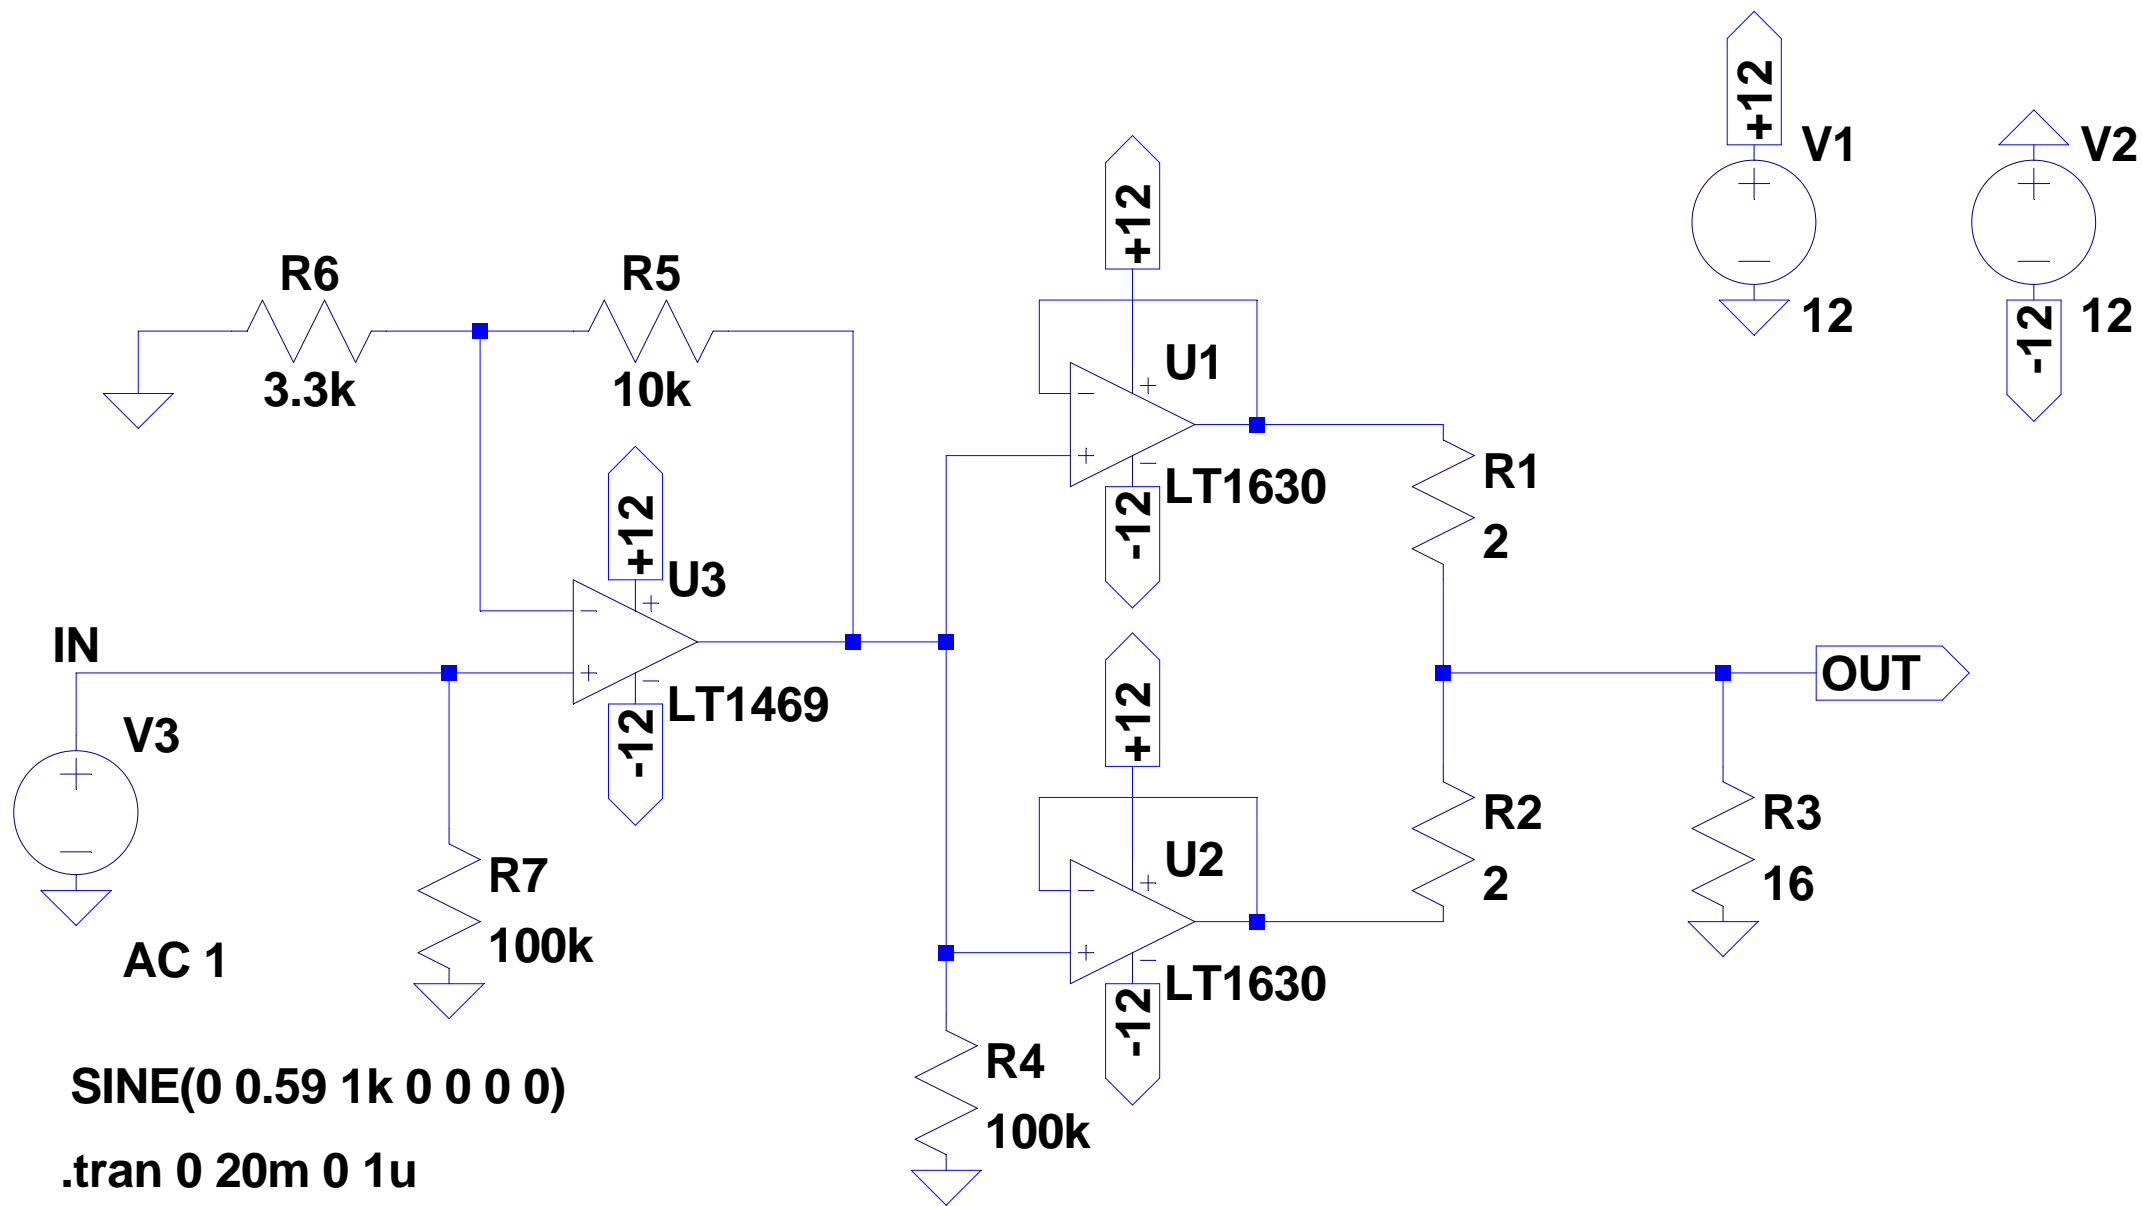 +12
V1
12
V2
-12
12
R6
3.3k
R5
10k
+12
U1
LT1630
-12
R1
2
+12
U3
LT1469
-12
IN
V3
AC 1
R7
100k
+12
U2
LT1630
-12
R2
2
OUT
R3
16
R4
100k
SINE(0 0.59 1k 0 0 0 0)
.tran 0 20m 0 1u